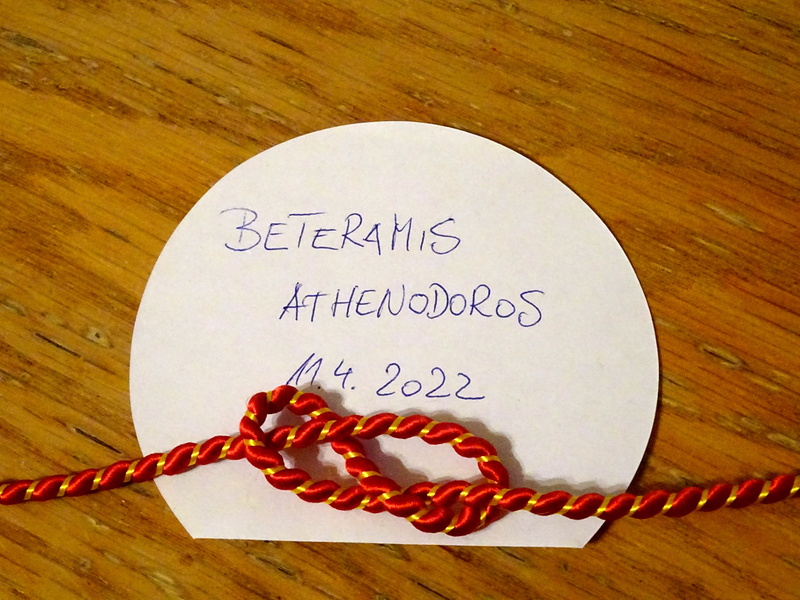 BETERAMIS
ATHENODOROS
11.4.2022